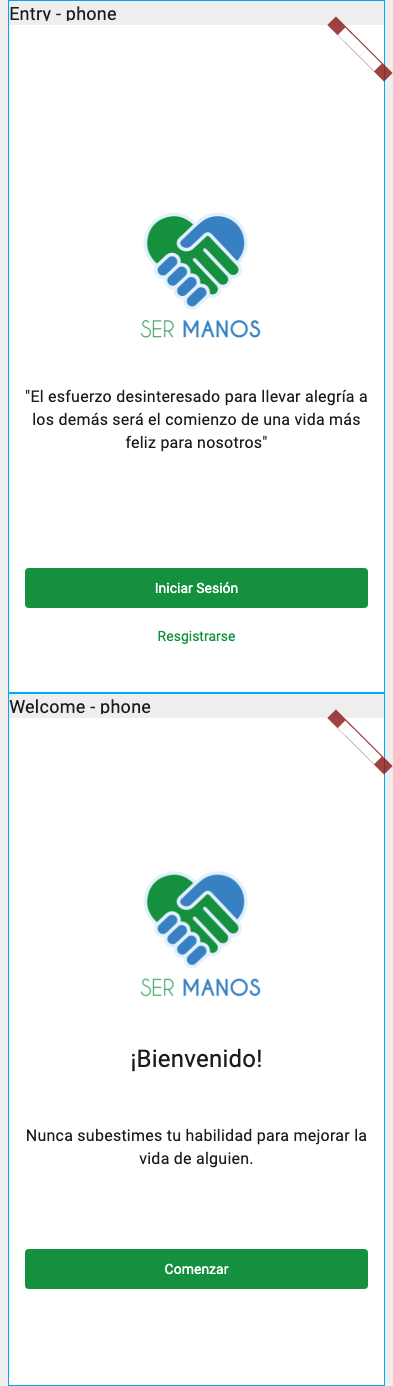 Entry - phone
SER MANOS
"El esfuerzo desinteresado para llevar alegría a
los demás será el comienzo de una vida más
feliz para nosotros"
Iniciar Sesión
Resgistrarse
Welcome - phone
SER MANOS
¡Bienvenido!
Nunca subestimes tu habilidad para mejorar la
vida de alguien.
Comenzar